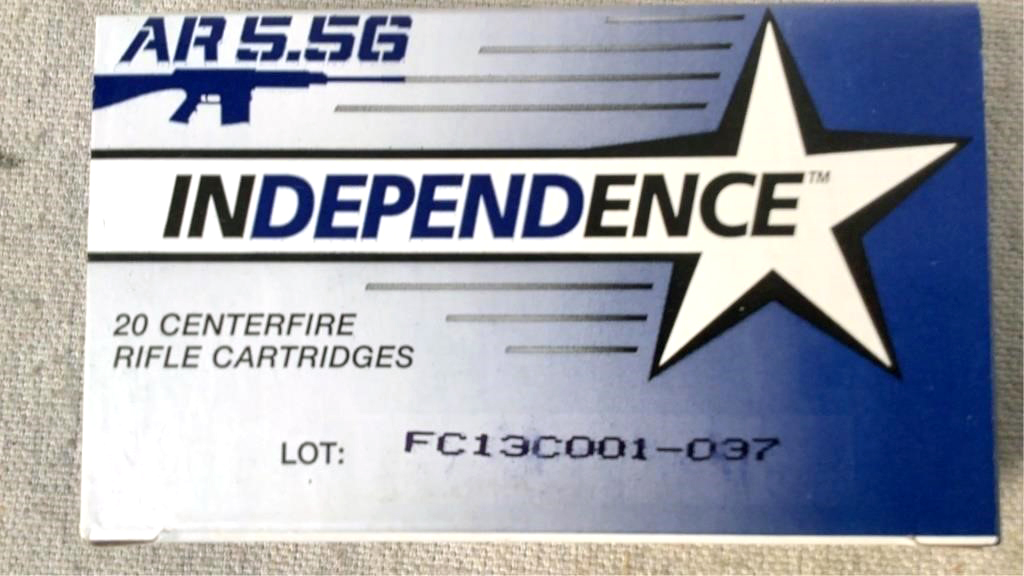 AR 5.56
INDEPENDENCE™
20 CENTERFIRE
RIFLE CARTRIDGES
LOT: FC13C001-037